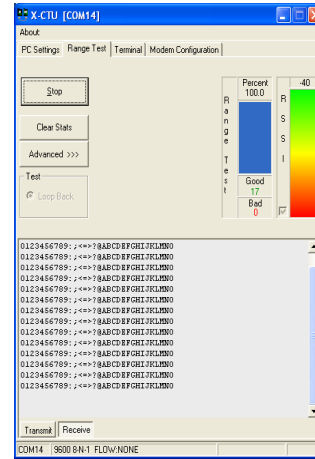 X-CTU [COM14]
About
PC Settings Range Test Terminal Modem Configuration
Stop
Clear Stats
Advanced >>>
Test
Loop Back
Range Test
Percent
100.0
Good
17
Bad
0
-40
RSSI
0123456789:;<=>?@ABCDEFGHIJKLMNO
0123456789:;<=>?@ABCDEFGHIJKLMNO
0123456789:;<=>?@ABCDEFGHIJKLMNO
0123456789:;<=>?@ABCDEFGHIJKLMNO
0123456789:;<=>?@ABCDEFGHIJKLMNO
0123456789:;<=>?@ABCDEFGHIJKLMNO
0123456789:;<=>?@ABCDEFGHIJKLMNO
0123456789:;<=>?@ABCDEFGHIJKLMNO
0123456789:;<=>?@ABCDEFGHIJKLMNO
0123456789:;<=>?@ABCDEFGHIJKLMNO
0123456789:;<=>?@ABCDEFGHIJKLMNO
0123456789:;<=>?@ABCDEFGHIJKLMNO
0123456789:;<=>?@ABCDEFGHIJKLMNO
Transmit Receive
COM14 9600 8-N-1 FLOW:NONE